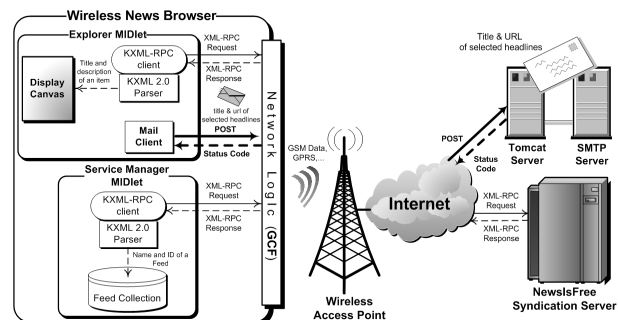 Wireless News Browser
Explorer MIDlet
KXML-RPC
client
KXML 2.0
Parser
Title and
description
of an item
Display
Canvas
XML-RPC
Request
XML-RPC
Response
title & url of
selected headlines
POST
Mail
Client
Status Code
Service Manager
MIDlet
KXML-RPC
client
KXML 2.0
Parser
XML-RPC
Request
XML-RPC
Response
Name and ID of a
Feed
Feed Collection
Network Logic (GCF)
GSM Data,
GPRS,...
Wireless
Access Point
Internet
Title & URL
of selected headlines
POST
Status
Code
Tomcat
Server
SMTP
Server
XML-RPC
Request
XML-RPC
Response
NewsIsFree
Syndication Server